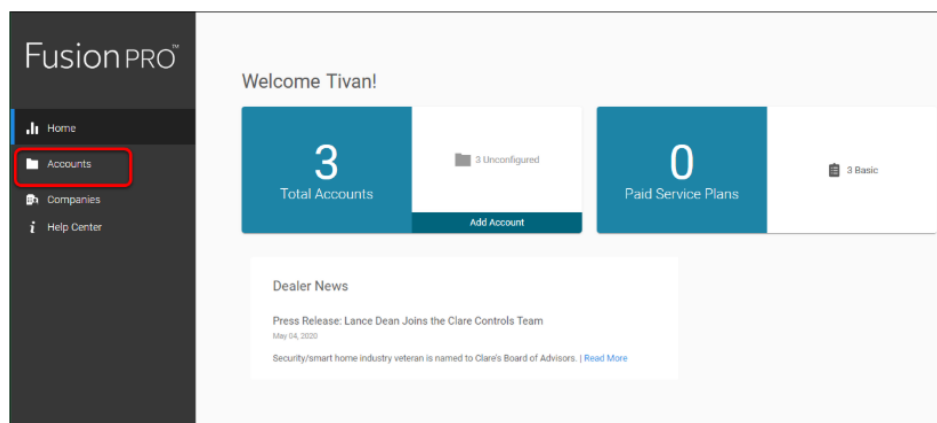 FusionPRO™
Home
Accounts
Companies
Help Center
Welcome Tivan!
3
Total Accounts
3 Unconfigured
Add Account
0
Paid Service Plans
3 Basic
Dealer News
Press Release: Lance Dean Joins the Clare Controls Team
May 04, 2020
Security/smart home industry veteran is named to Clare's Board of Advisors. | Read More